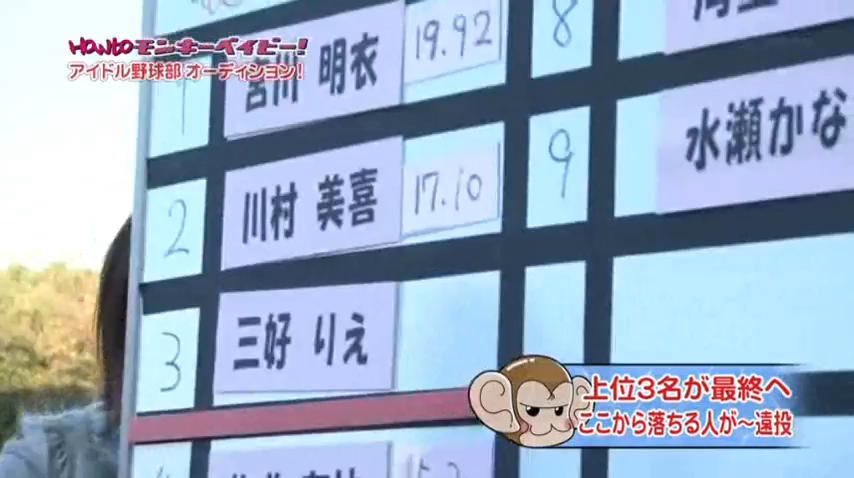 HaNtoモンキーベイビー!
アイドル野球部 オーディション!
1 宮川 明衣 19.92
2 川村 美喜 17.10
3 三好 りえ
8
9 水瀬かな
上位3名が最終へ
ここから落ちる人が〜遠投